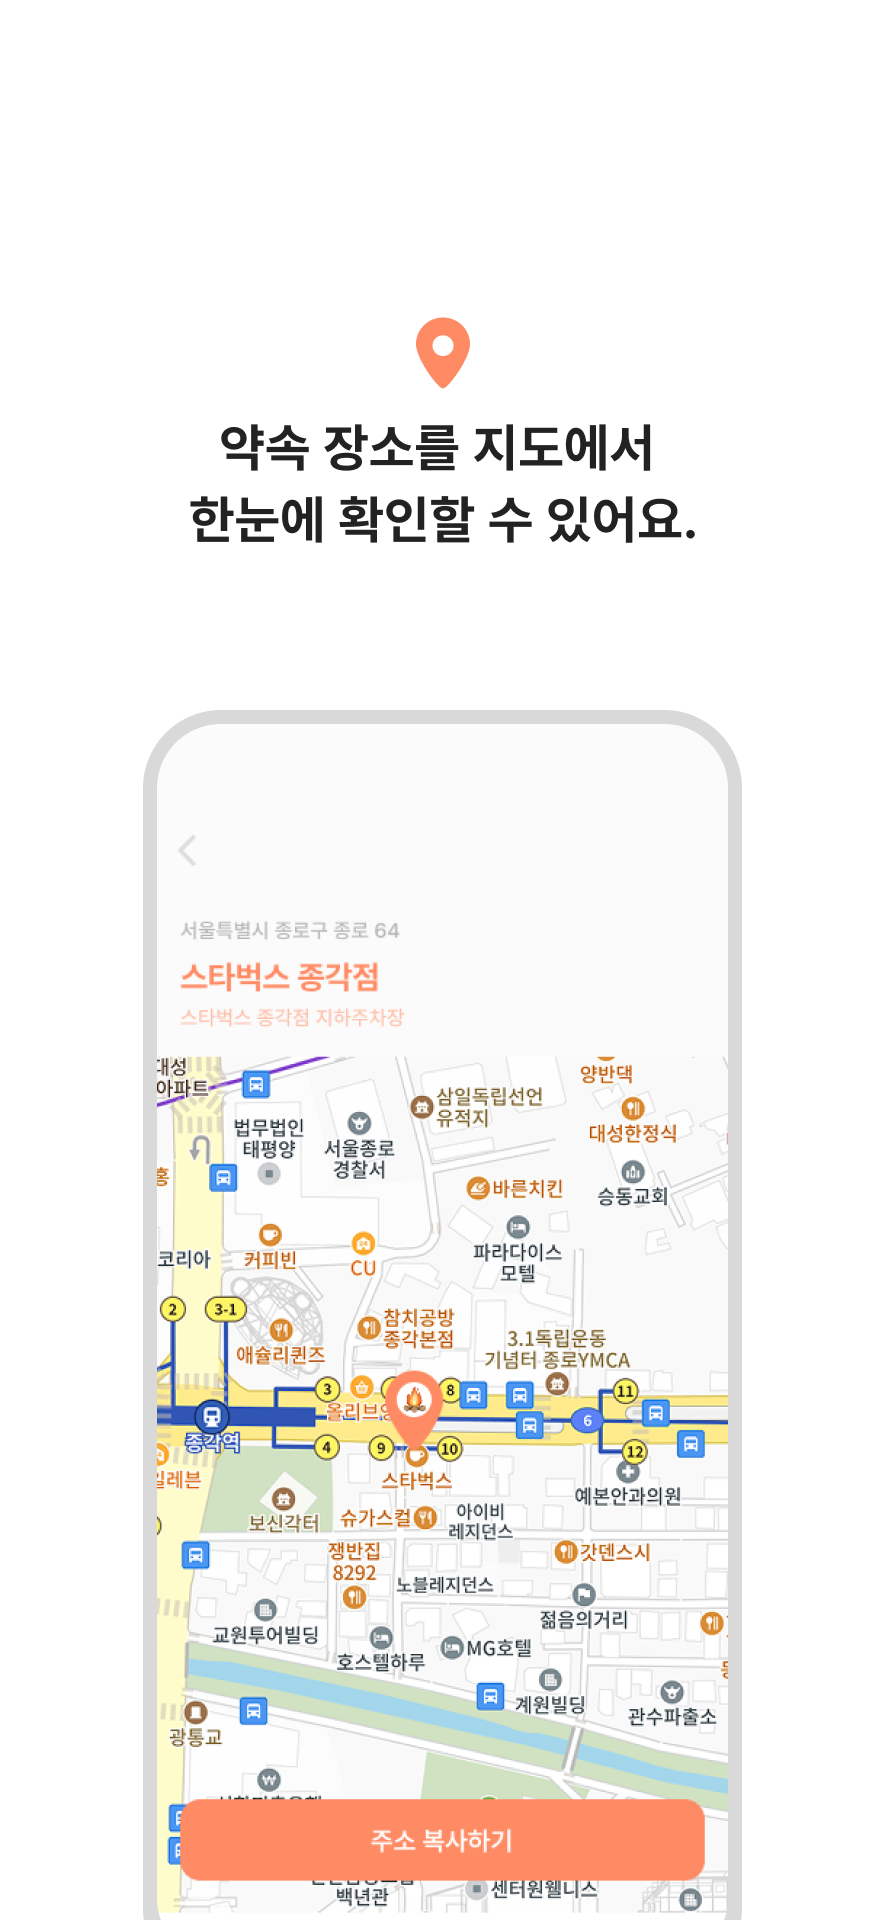 약속 장소를 지도에서
한눈에 확인할 수 있어요.
서울특별시 종로구 종로 64
스타벅스 종각점
스타벅스 종각점 지하주차장
대성
아파트
양반댁
삼일독립선언
유적지
대성한정식
법무법인
태평양
서울종로
경찰서
홍
바른치킨
승동교회
코리아
커피빈
CU
파라다이스
모텔
2
3-1
참치공방
종각본점
애슐리퀸즈
3.1독립운동
기념터 종로YMCA
3
8
11
올리브영
6
종각역
4
9
10
12
일레븐
스타벅스
예본안과의원
보신각터
슈가스컬
아이비
레지던스
쟁반집
8292
갓덴스시
노블레지던스
젊음의거리
교원투어빌딩
호스텔하루
MG호텔
계원빌딩
관수파출소
광통교
주소 복사하기
백년관
센터원웰니스